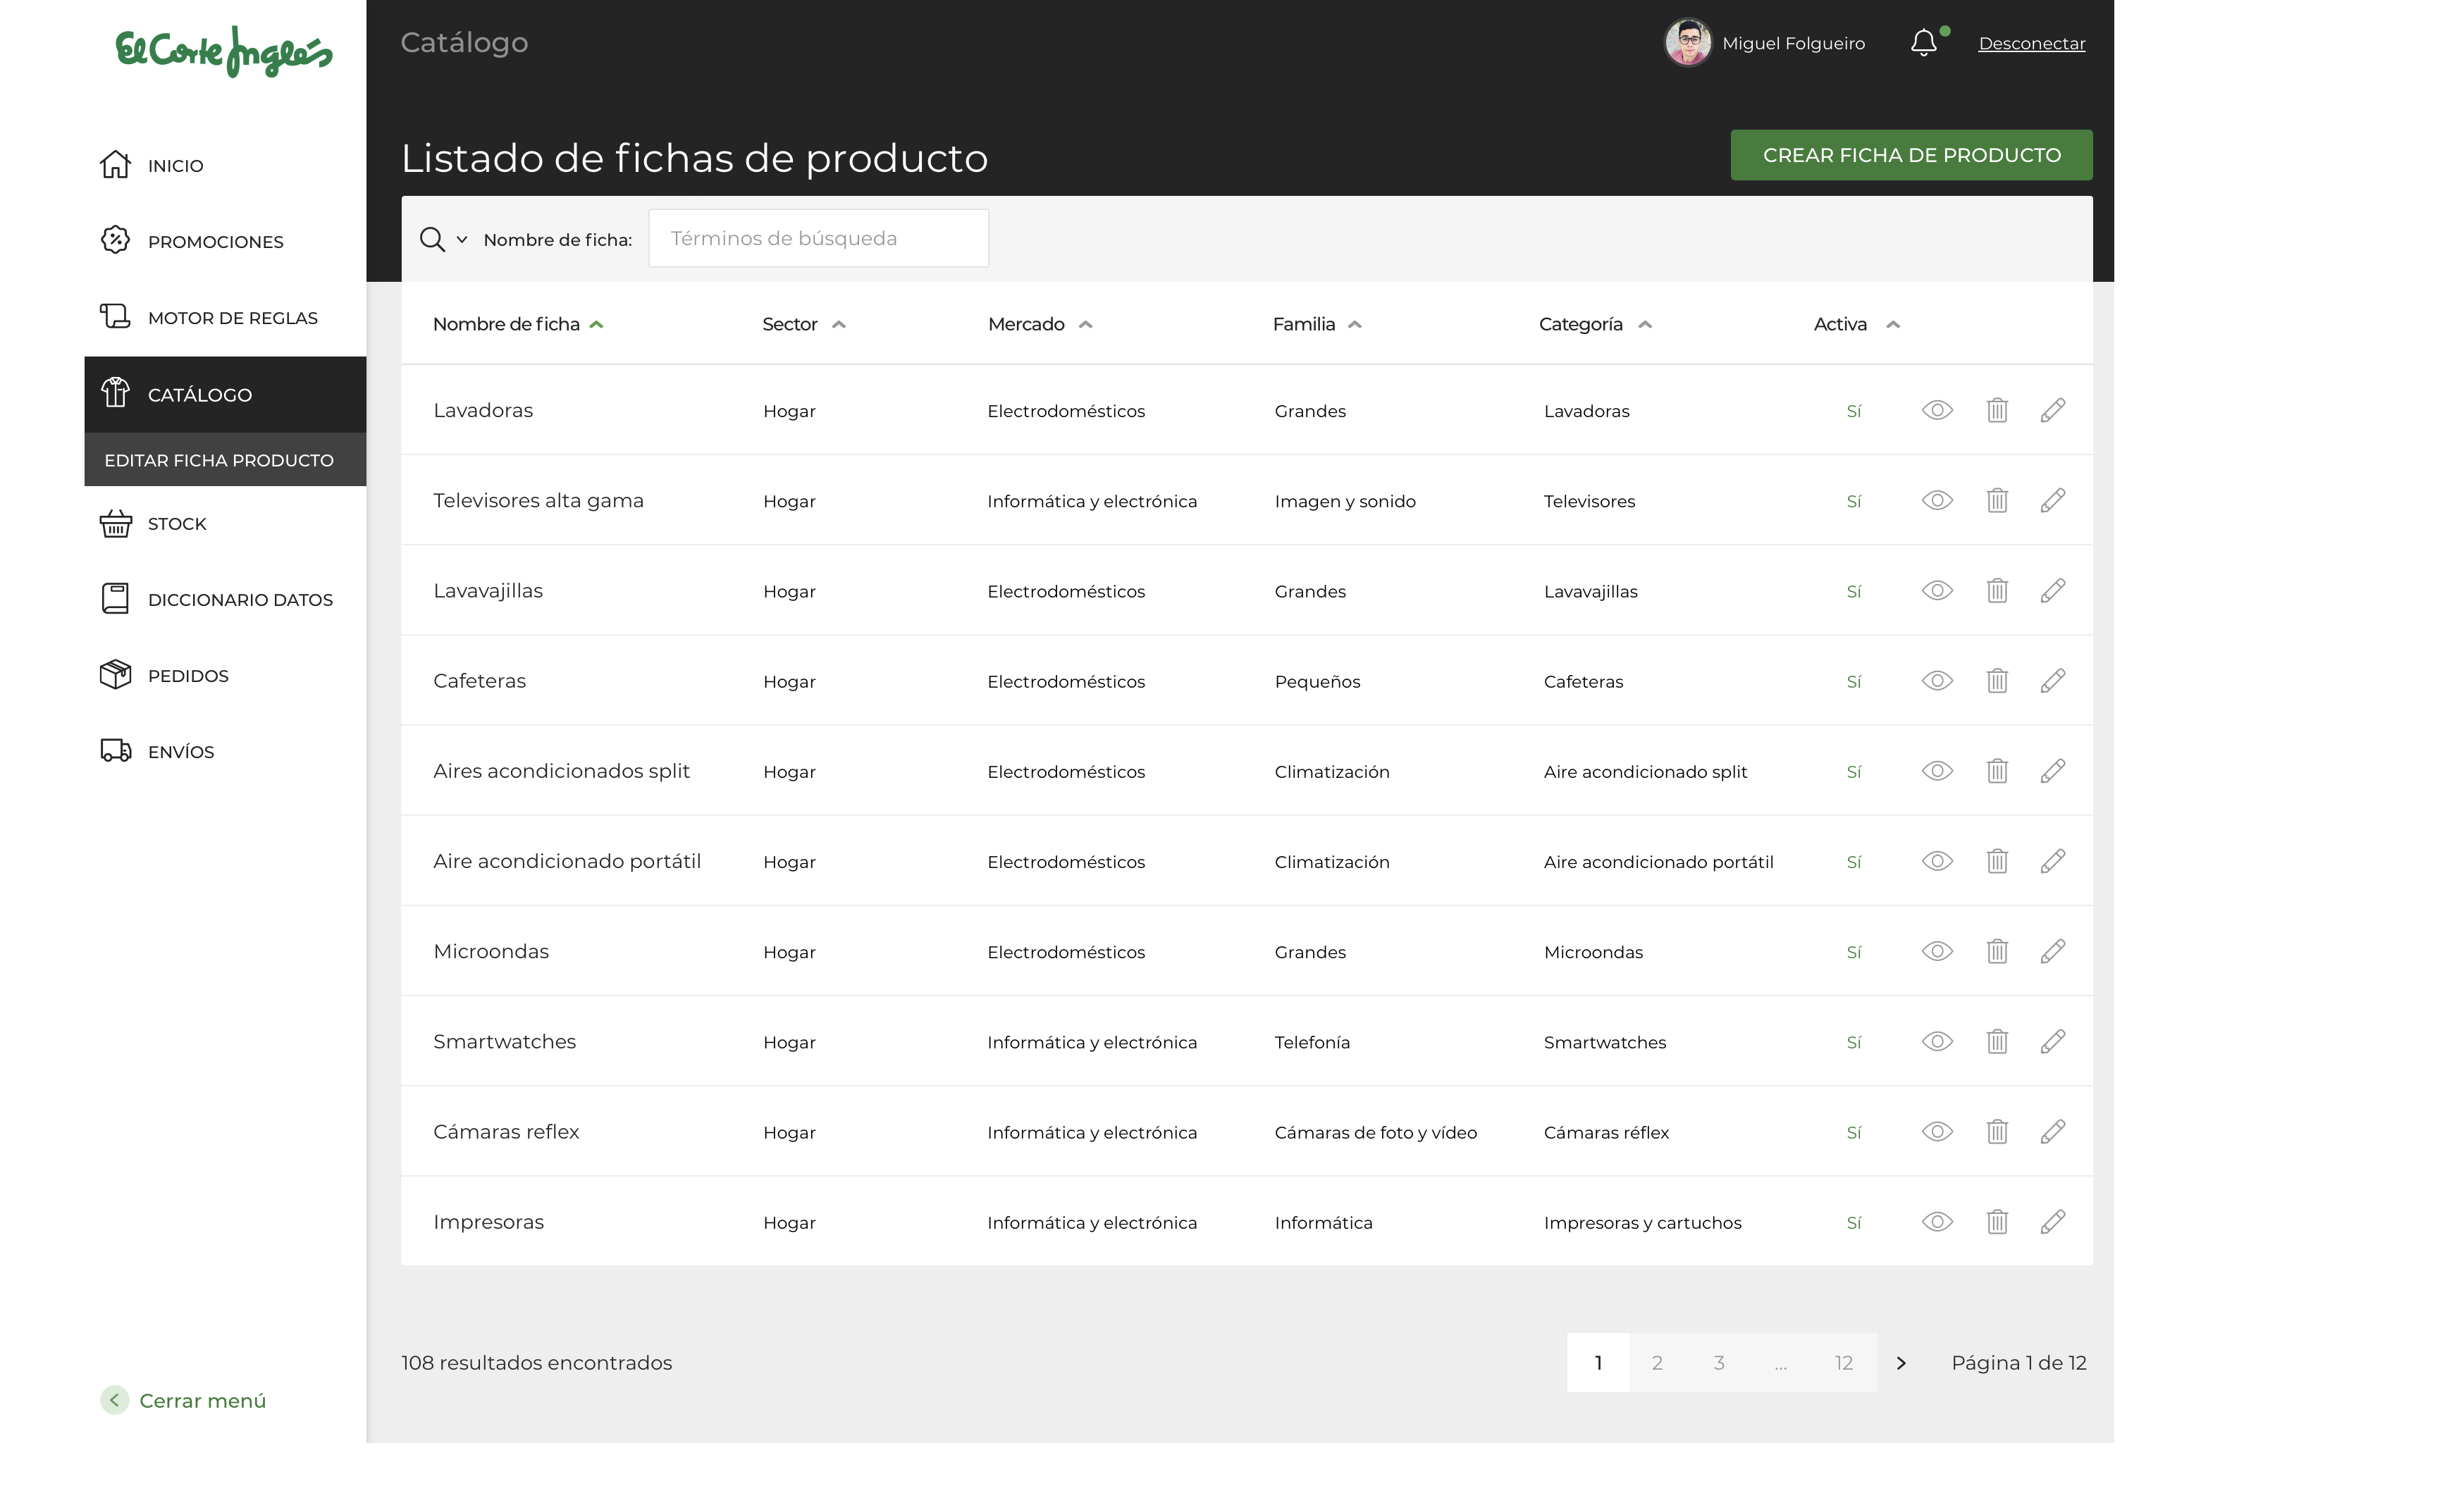 El Corte Inglés
Catálogo
Miguel Folgueiro
Desconectar
INICIO
PROMOCIONES
MOTOR DE REGLAS
CATÁLOGO
EDITAR FICHA PRODUCTO
STOCK
DICCIONARIO DATOS
PEDIDOS
ENVÍOS
Cerrar menú
Listado de fichas de producto
CREAR FICHA DE PRODUCTO
Nombre de ficha: Términos de búsqueda
Nombre de ficha Sector Mercado Familia Categoría Activa
Lavadoras Hogar Electrodomésticos Grandes Lavadoras Sí
Televisores alta gama Hogar Informática y electrónica Imagen y sonido Televisores Sí
Lavavajillas Hogar Electrodomésticos Grandes Lavavajillas Sí
Cafeteras Hogar Electrodomésticos Pequeños Cafeteras Sí
Aires acondicionados split Hogar Electrodomésticos Climatización Aire acondicionado split Sí
Aire acondicionado portátil Hogar Electrodomésticos Climatización Aire acondicionado portátil Sí
Microondas Hogar Electrodomésticos Grandes Microondas Sí
Smartwatches Hogar Informática y electrónica Telefonía Smartwatches Sí
Cámaras reflex Hogar Informática y electrónica Cámaras de foto y vídeo Cámaras réflex Sí
Impresoras Hogar Informática y electrónica Informática Impresoras y cartuchos Sí
108 resultados encontrados
1 2 3 ... 12 Página 1 de 12